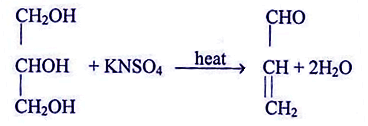 CH₂OH CHO
CHOH + KNSO₄ heat CH + 2H₂O
CH₂OH CH₂